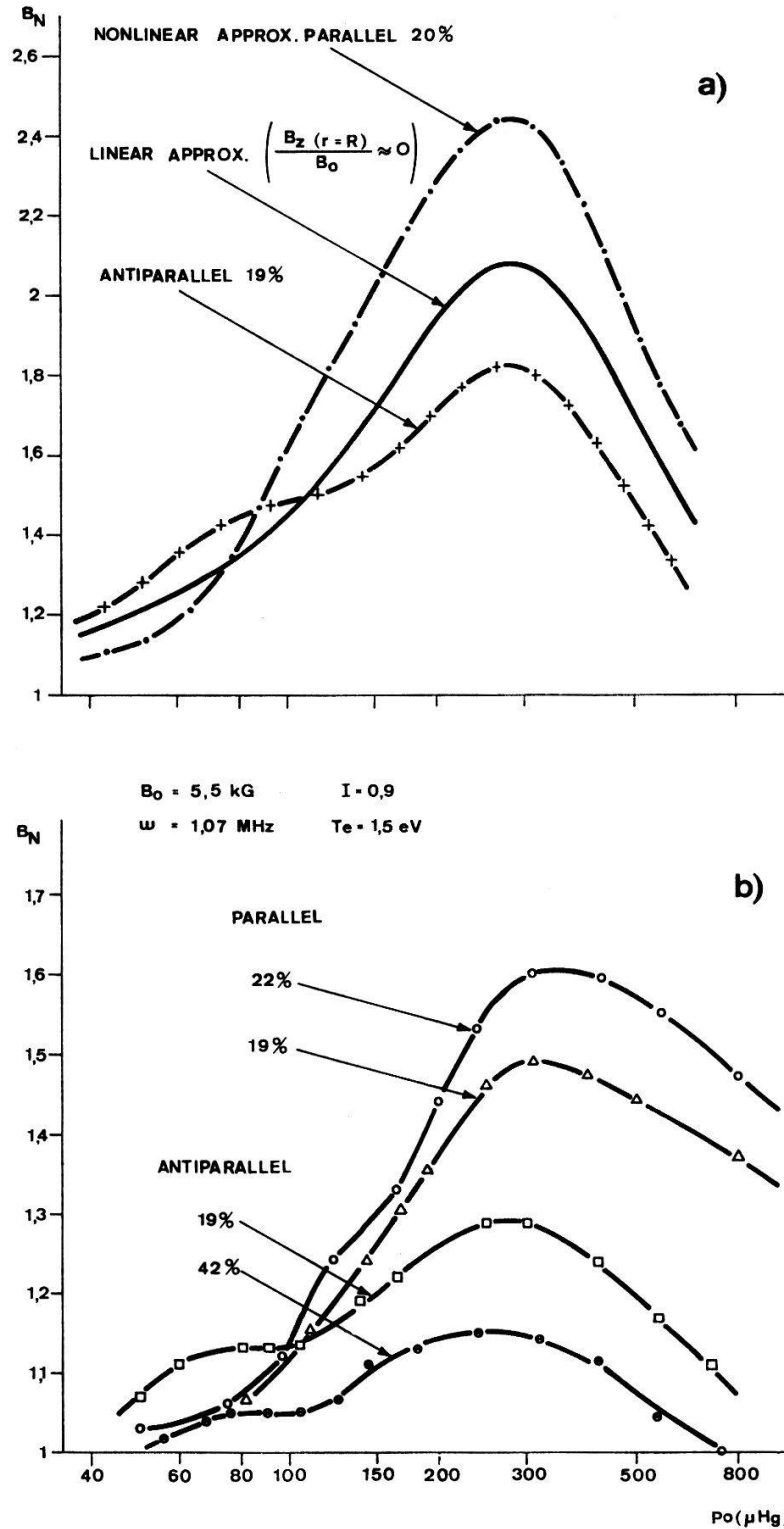 B_N
NONLINEAR APPROX. PARALLEL 20%
2,6
a)
2,4
LINEAR APPROX. (B_z (r = R) / B_o ≈ O)
2,2
ANTIPARALLEL 19%
2
1,8
1,6
1,4
1,2
1
B_o = 5,5 kG I = 0,9
ω = 1,07 MHz Te = 1,5 eV
B_N
b)
1,7
PARALLEL
22%
1,6
19%
1,5
1,4
ANTIPARALLEL
19%
1,3
42%
1,2
1,1
1
40 60 80 100 150 200 300 500 800
Po(μHg